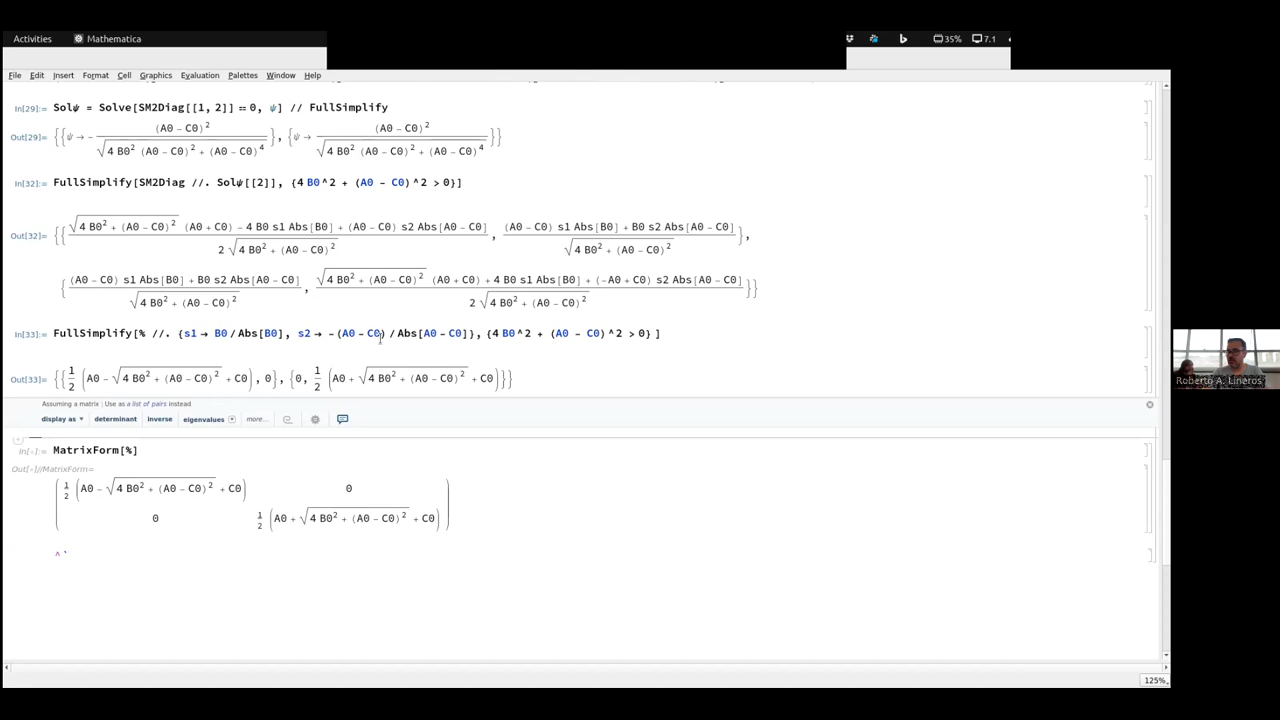 Activities Mathematica 35% 7.1
File Edit Insert Format Cell Graphics Evaluation Palettes Window Help
In[29]:= Solψ = Solve[SM2Diag[[1, 2]] == 0, ψ] // FullSimplify
Out[29]= {{ψ → - (A0 - C0)^2 / √(4 B0^2 (A0 - C0)^2 + (A0 - C0)^4)}, {ψ → (A0 - C0)^2 / √(4 B0^2 (A0 - C0)^2 + (A0 - C0)^4)}}
In[32]:= FullSimplify[SM2Diag //. Solψ[[2]], {4 B0^2 + (A0 - C0)^2 > 0}]
Out[32]= {{(√(4 B0^2 + (A0 - C0)^2) (A0 + C0) - 4 B0 s1 Abs[B0] + (A0 - C0) s2 Abs[A0 - C0]) / (2 √(4 B0^2 + (A0 - C0)^2)), ((A0 - C0) s1 Abs[B0] + B0 s2 Abs[A0 - C0]) / √(4 B0^2 + (A0 - C0)^2)},
{((A0 - C0) s1 Abs[B0] + B0 s2 Abs[A0 - C0]) / √(4 B0^2 + (A0 - C0)^2), (√(4 B0^2 + (A0 - C0)^2) (A0 + C0) + 4 B0 s1 Abs[B0] + (-A0 + C0) s2 Abs[A0 - C0]) / (2 √(4 B0^2 + (A0 - C0)^2))}}
In[33]:= FullSimplify[% //. {s1 → B0 / Abs[B0], s2 → -(A0 - C0) / Abs[A0 - C0]}, {4 B0^2 + (A0 - C0)^2 > 0} ]
Out[33]= {{1/2 (A0 - √(4 B0^2 + (A0 - C0)^2) + C0), 0}, {0, 1/2 (A0 + √(4 B0^2 + (A0 - C0)^2) + C0)}}
Assuming a matrix | Use as a list of pairs instead
display as determinant inverse eigenvalues more...
In[◦]:= MatrixForm[%]
Out[◦]//MatrixForm=
( 1/2 (A0 - √(4 B0^2 + (A0 - C0)^2) + C0) 0
0 1/2 (A0 + √(4 B0^2 + (A0 - C0)^2) + C0) )
^ `
125%
Roberto A. Lineros